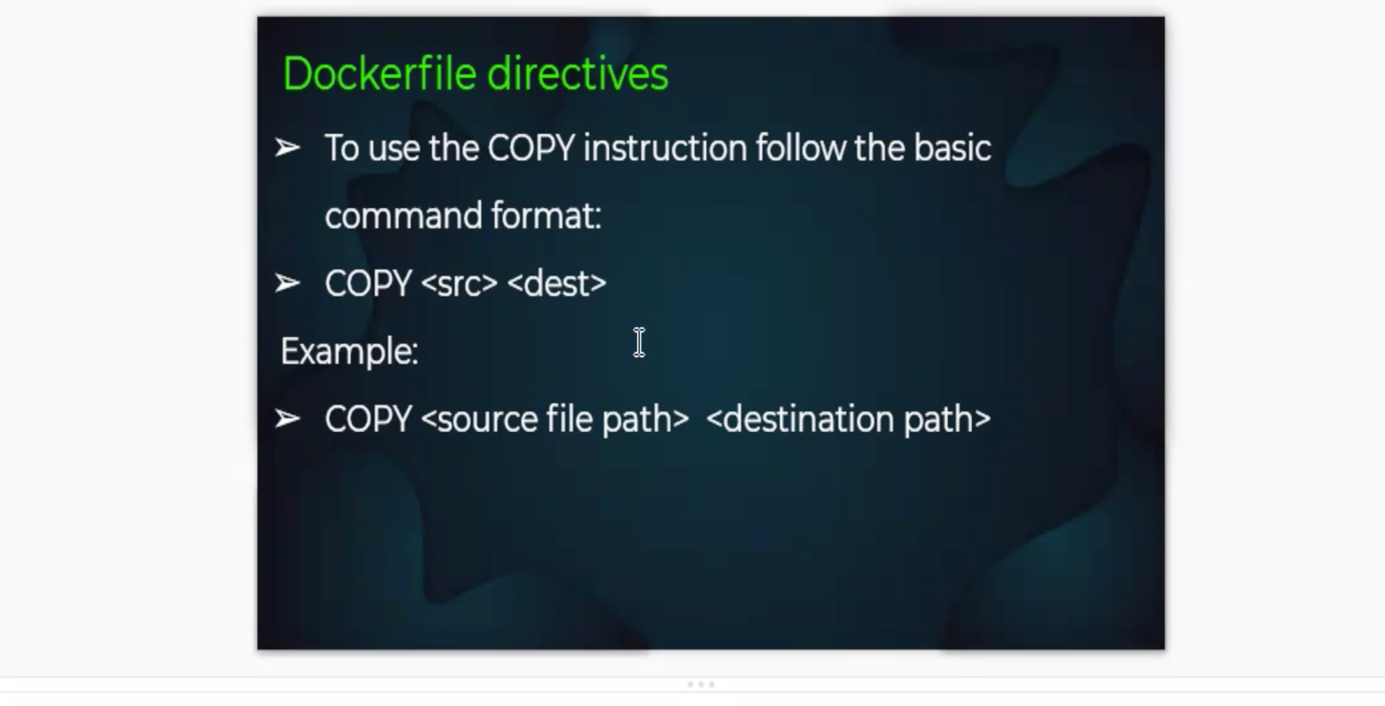 Dockerfile directives
➢ To use the COPY instruction follow the basic
command format:
➢ COPY <src> <dest>
Example:
➢ COPY <source file path> <destination path>